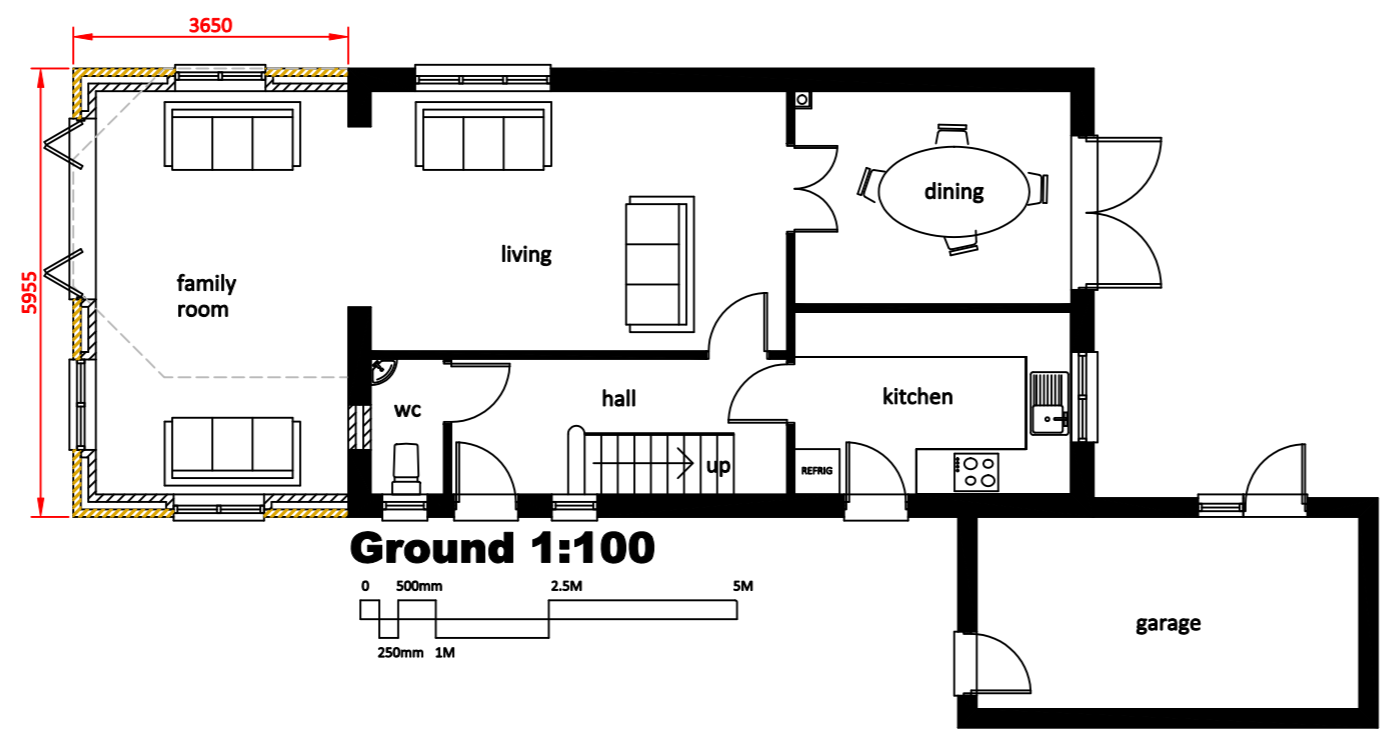 3650
5955
family
room
living
dining
wc
hall
kitchen
up
REFRIG
Ground 1:100
0 500mm 2.5M 5M
250mm 1M
garage